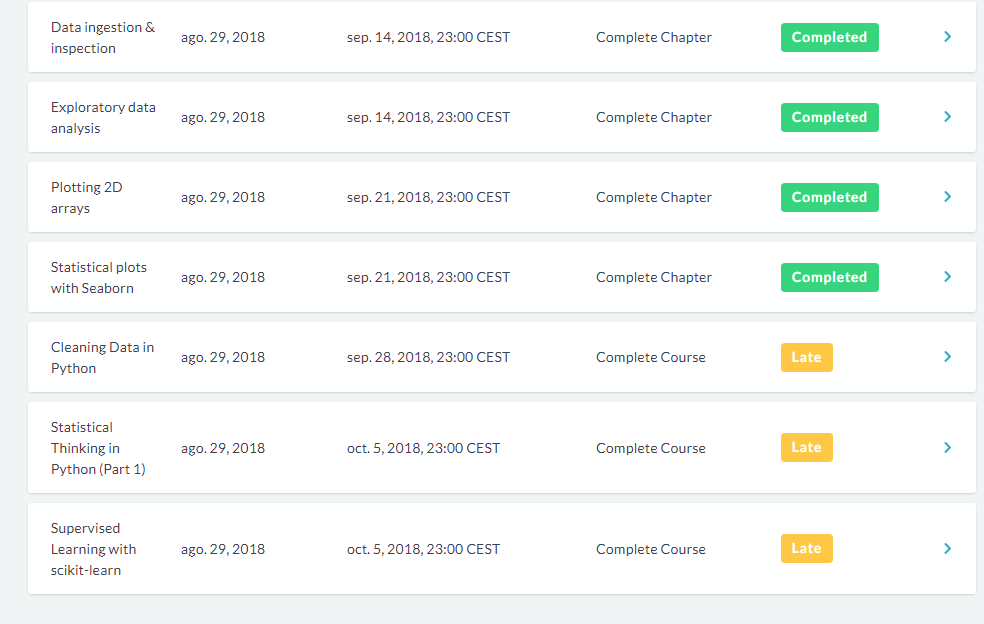 Data ingestion &
inspection
ago. 29, 2018
sep. 14, 2018, 23:00 CEST
Complete Chapter
Completed
Exploratory data
analysis
ago. 29, 2018
sep. 14, 2018, 23:00 CEST
Complete Chapter
Completed
Plotting 2D
arrays
ago. 29, 2018
sep. 21, 2018, 23:00 CEST
Complete Chapter
Completed
Statistical plots
with Seaborn
ago. 29, 2018
sep. 21, 2018, 23:00 CEST
Complete Chapter
Completed
Cleaning Data in
Python
ago. 29, 2018
sep. 28, 2018, 23:00 CEST
Complete Course
Late
Statistical
Thinking in
Python (Part 1)
ago. 29, 2018
oct. 5, 2018, 23:00 CEST
Complete Course
Late
Supervised
Learning with
scikit-learn
ago. 29, 2018
oct. 5, 2018, 23:00 CEST
Complete Course
Late